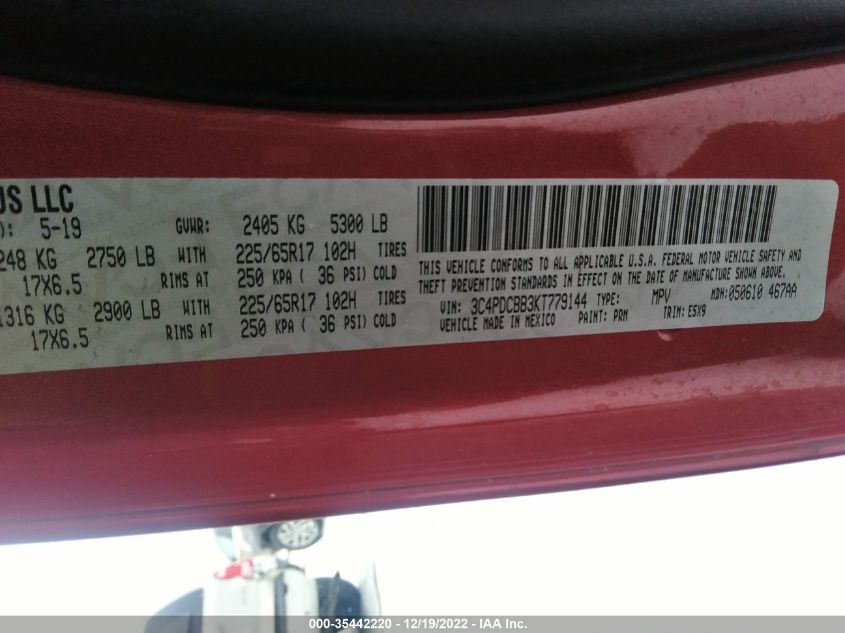 US LLC
): 5-19 GVWR: 2405 KG 5300 LB
248 KG 2750 LB WITH 225/65R17 102H TIRES
17X6.5 RIMS AT 250 KPA ( 36 PSI) COLD
1316 KG 2900 LB WITH 225/65R17 102H TIRES
17X6.5 RIMS AT 250 KPA ( 36 PSI) COLD
THIS VEHICLE CONFORMS TO ALL APPLICABLE U.S.A. FEDERAL MOTOR VEHICLE SAFETY AND
THEFT PREVENTION STANDARDS IN EFFECT ON THE DATE OF MANUFACTURE SHOWN ABOVE.
VIN: 3C4PDCBB3KT779144 TYPE: MPV MDH:050610 467AA
VEHICLE MADE IN MEXICO PAINT: PRM TRIM: E5X9
000-35442220 - 12/19/2022 - IAA Inc.